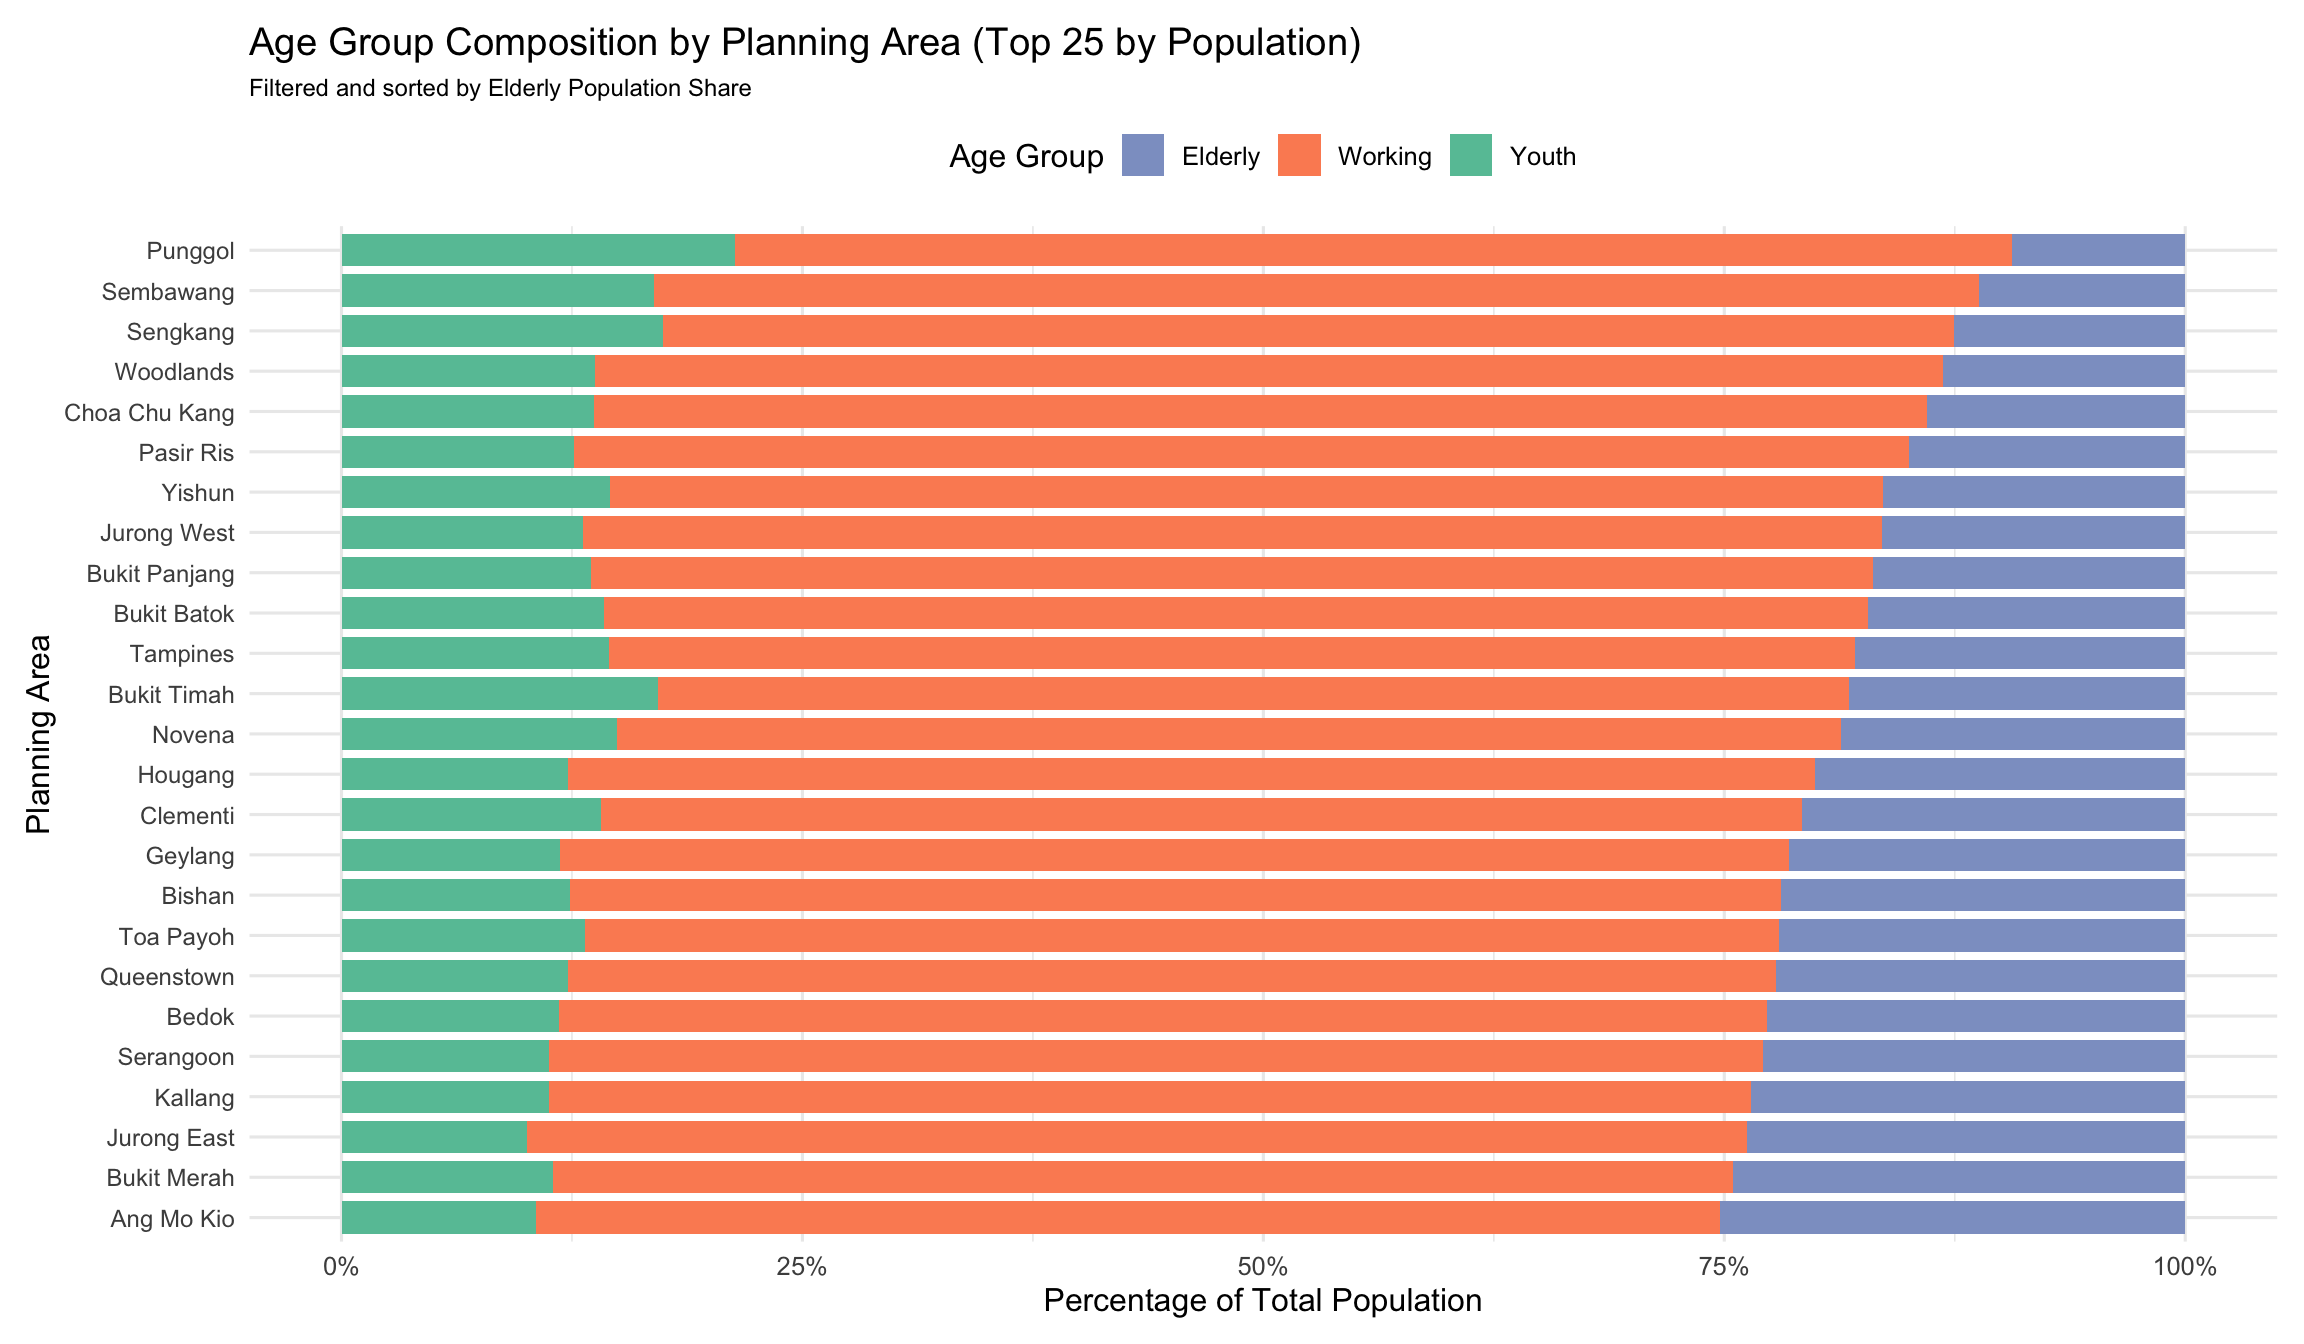 Age Group Composition by Planning Area (Top 25 by Population)
Filtered and sorted by Elderly Population Share
Age Group Elderly Working Youth
Planning Area
Punggol
Sembawang
Sengkang
Woodlands
Choa Chu Kang
Pasir Ris
Yishun
Jurong West
Bukit Panjang
Bukit Batok
Tampines
Bukit Timah
Novena
Hougang
Clementi
Geylang
Bishan
Toa Payoh
Queenstown
Bedok
Serangoon
Kallang
Jurong East
Bukit Merah
Ang Mo Kio
0% 25% 50% 75% 100%
Percentage of Total Population